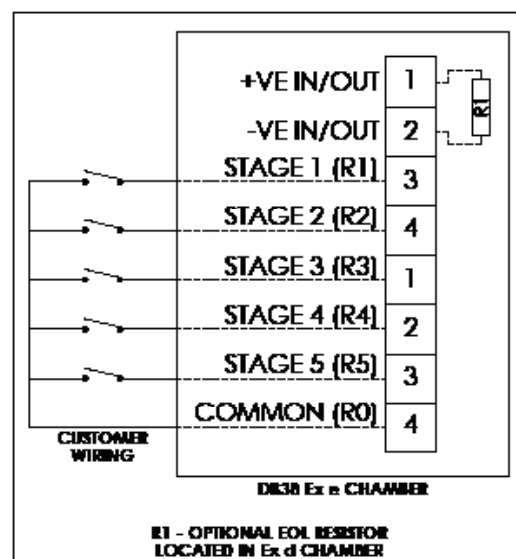 +VE IN/OUT 1
-VE IN/OUT 2
R1
STAGE 1 (R1) 3
STAGE 2 (R2) 4
STAGE 3 (R3) 1
STAGE 4 (R4) 2
STAGE 5 (R5) 3
COMMON (R0) 4
CUSTOMER
WIRING
DB3B Ex e CHAMBER
R1 - OPTIONAL EOL RESISTOR
LOCATED IN Ex d CHAMBER